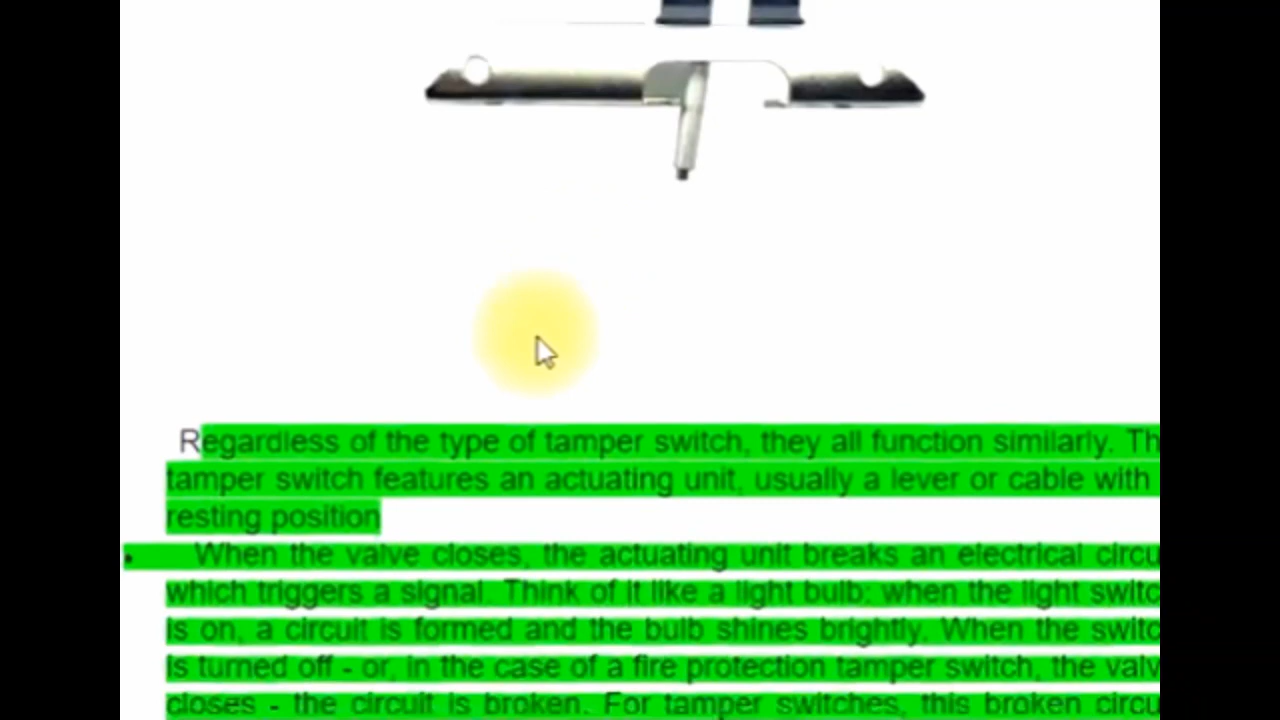 Regardless of the type of tamper switch, they all function similarly. Th
tamper switch features an actuating unit, usually a lever or cable with
resting position
• When the valve closes, the actuating unit breaks an electrical circu
which triggers a signal. Think of it like a light bulb: when the light switc
is on, a circuit is formed and the bulb shines brightly. When the switc
is turned off - or, in the case of a fire protection tamper switch, the valv
closes - the circuit is broken. For tamper switches, this broken circu